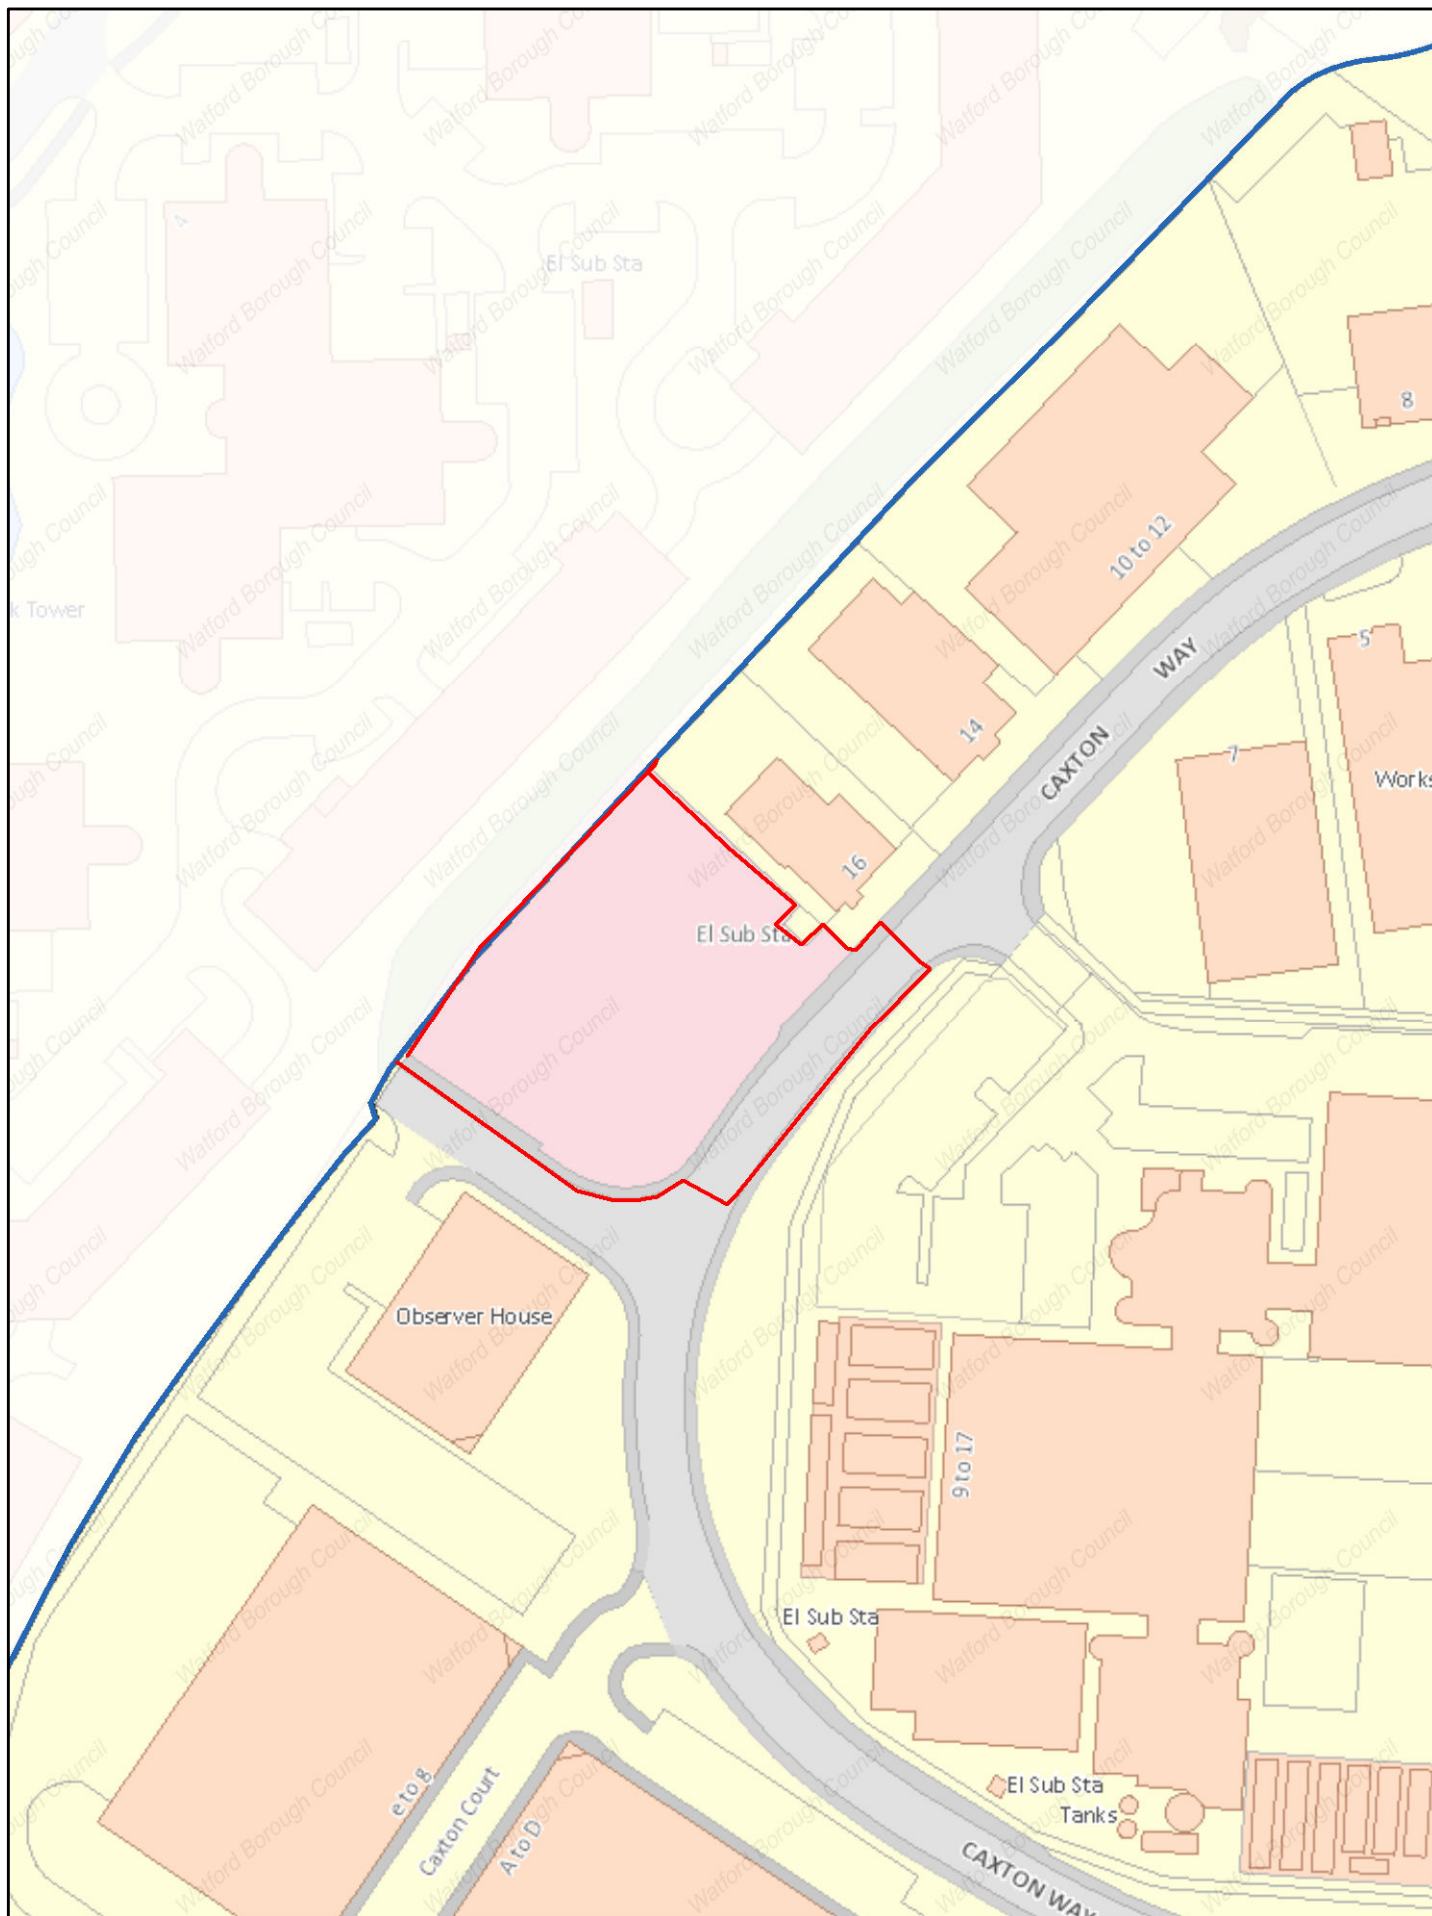 Watford Borough Council
4
El Sub Sta
8
k Tower
10 to 12
5
WAY
14
CAXTON
7
Works
16
El Sub Sta
Observer House
9 to 17
El Sub Sta
e to g
Caxton Court
A to D
El Sub Sta
Tanks
CAXTON WAY